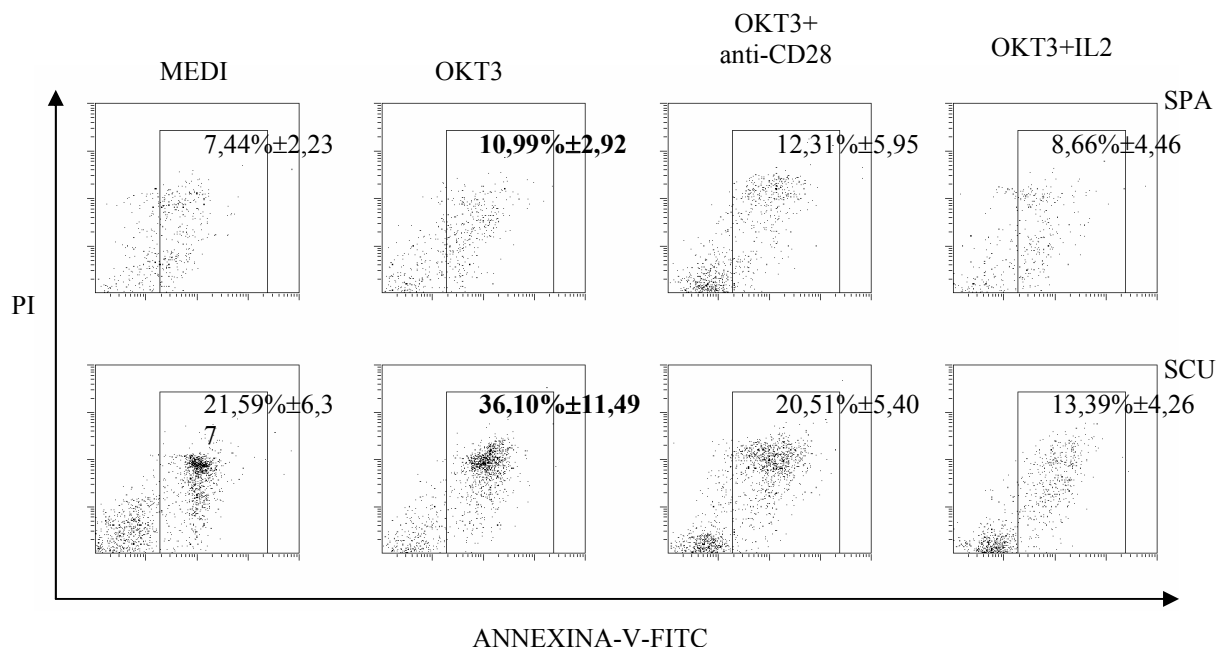 MEDI
OKT3
OKT3+
anti-CD28
OKT3+IL2
SPA
7,44%±2,23
10,99%±2,92
12,31%±5,95
8,66%±4,46
PI
SCU
21,59%±6,3
7
36,10%±11,49
20,51%±5,40
13,39%±4,26
ANNEXINA-V-FITC